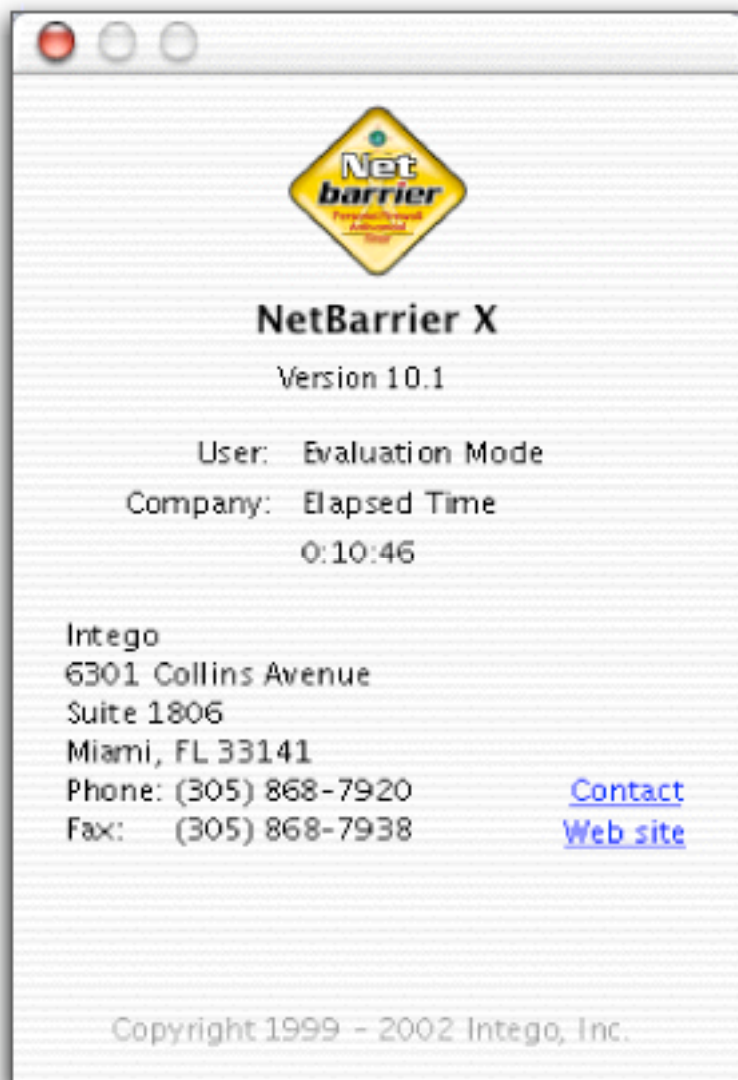 Net
barrier
NetBarrier X
Version 10.1
User: Evaluation Mode
Company: Elapsed Time
0:10:46
Intego
6301 Collins Avenue
Suite 1806
Miami, FL 33141
Phone: (305) 868-7920 Contact
Fax: (305) 868-7938 Web site
Copyright 1999 - 2002 Intego, Inc.